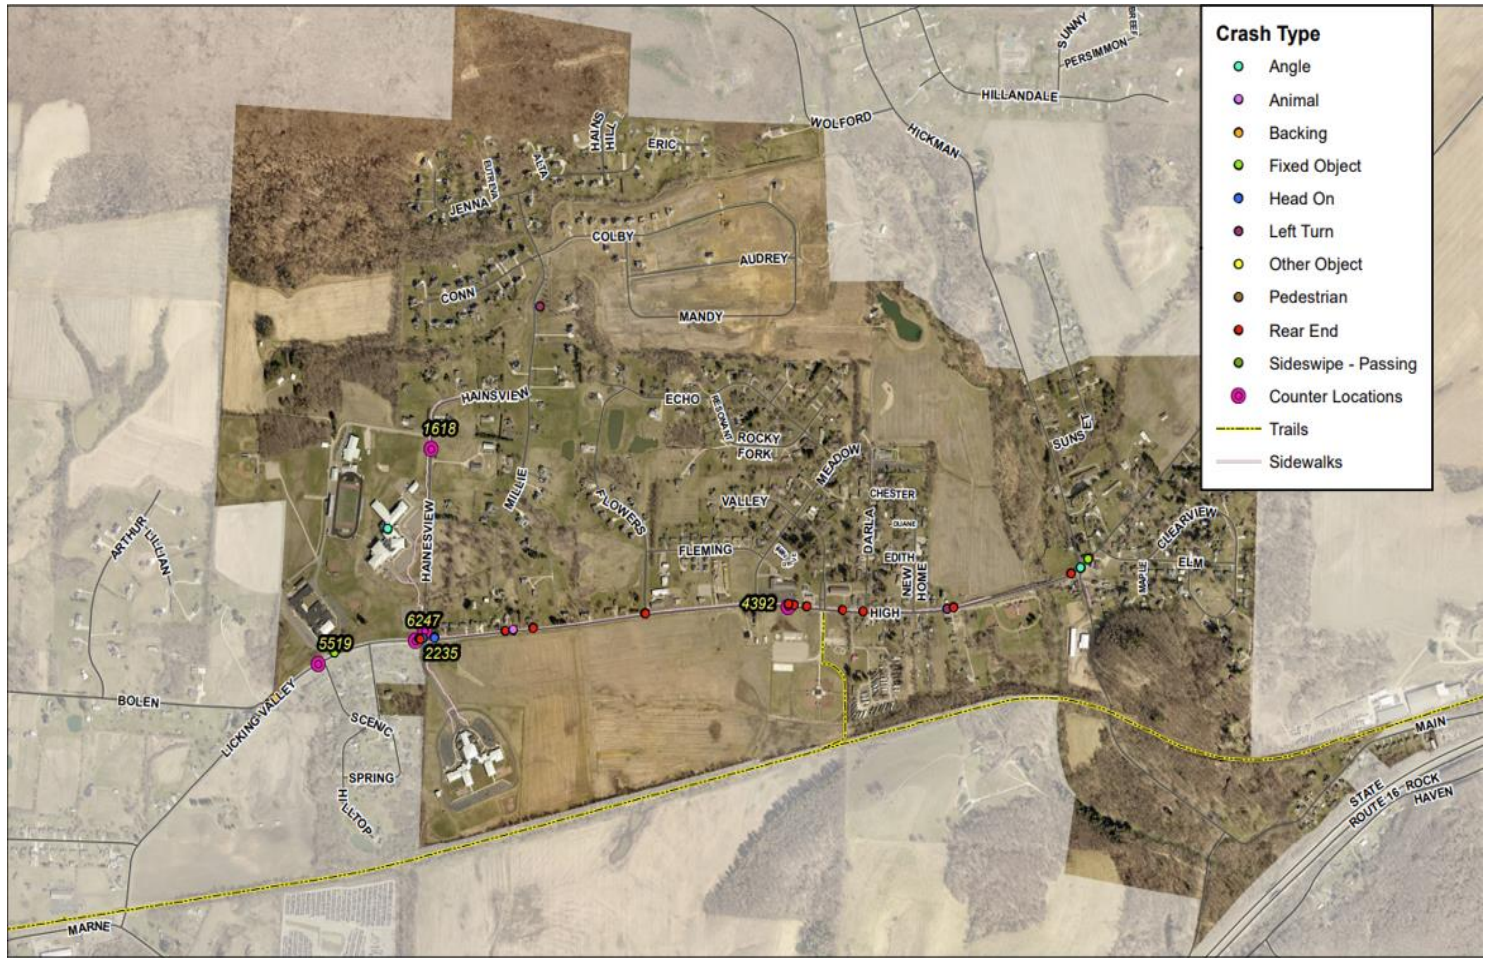 Crash Type
Angle
Animal
Backing
Fixed Object
Head On
Left Turn
Other Object
Pedestrian
Rear End
Sideswipe - Passing
Counter Locations
Trails
Sidewalks
SUNNY
PERSIMMON
HILLANDALE
WOLFORD
HICKMAN
HAINS
HILL
ERIC
ALTA
EUTREVA
JENNA
COLBY
AUDREY
CONN
MANDY
HAINSVIEW
ECHO
RESONANT
1618
ROCKY
FORK
SUNSET
MEADOW
MILLIE
CHESTER
VALLEY
FLOWERS
CLEARVIEW
DUANE
ARTHUR
LILLIAN
HAINESVIEW
DARLA
FLEMING
EDITH
ELM
MAPLE
NEW
HOME
4392
HIGH
6247
5519
2235
BOLEN
LICKING VALLEY
SCENIC
SPRING
HILLTOP
MAIN
STATE
ROUTE 16
ROCK
HAVEN
MARNE